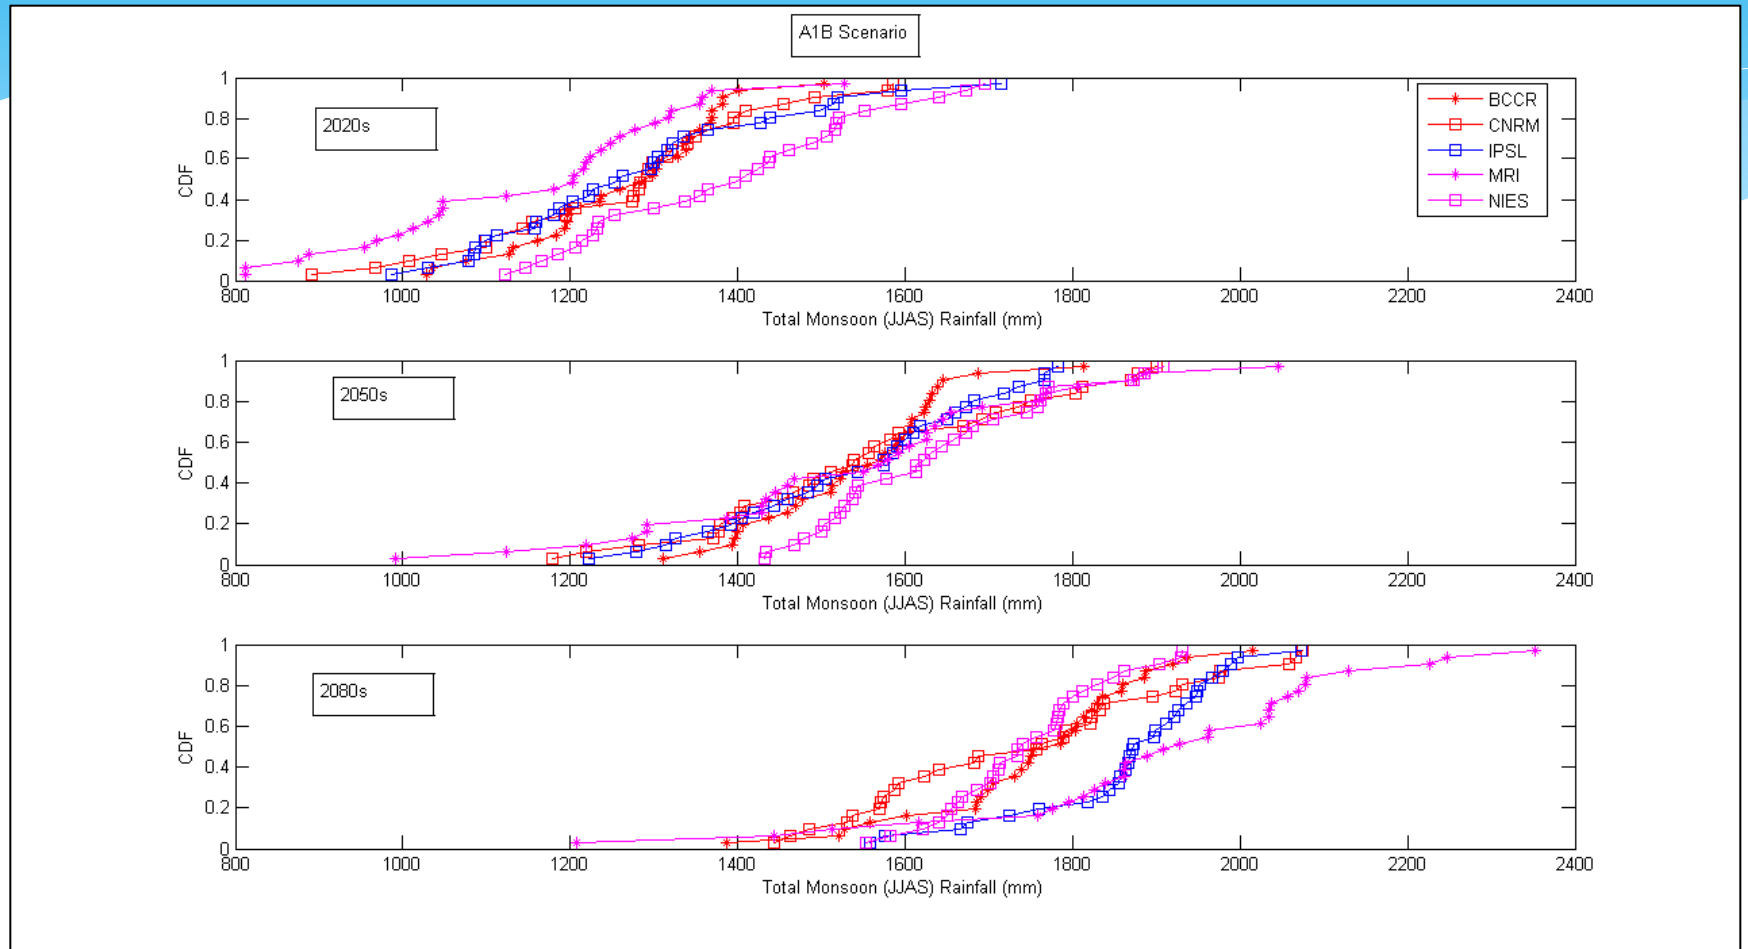 A1B Scenario
2020s
1
0.8
0.6
0.4
0.2
0
CDF
800 1000 1200 1400 1600 1800 2000 2200 2400
Total Monsoon (JJAS) Rainfall (mm)
BCCR
CNRM
IPSL
MRI
NIES
2050s
1
0.8
0.6
0.4
0.2
0
CDF
800 1000 1200 1400 1600 1800 2000 2200 2400
Total Monsoon (JJAS) Rainfall (mm)
2080s
1
0.8
0.6
0.4
0.2
0
CDF
800 1000 1200 1400 1600 1800 2000 2200 2400
Total Monsoon (JJAS) Rainfall (mm)